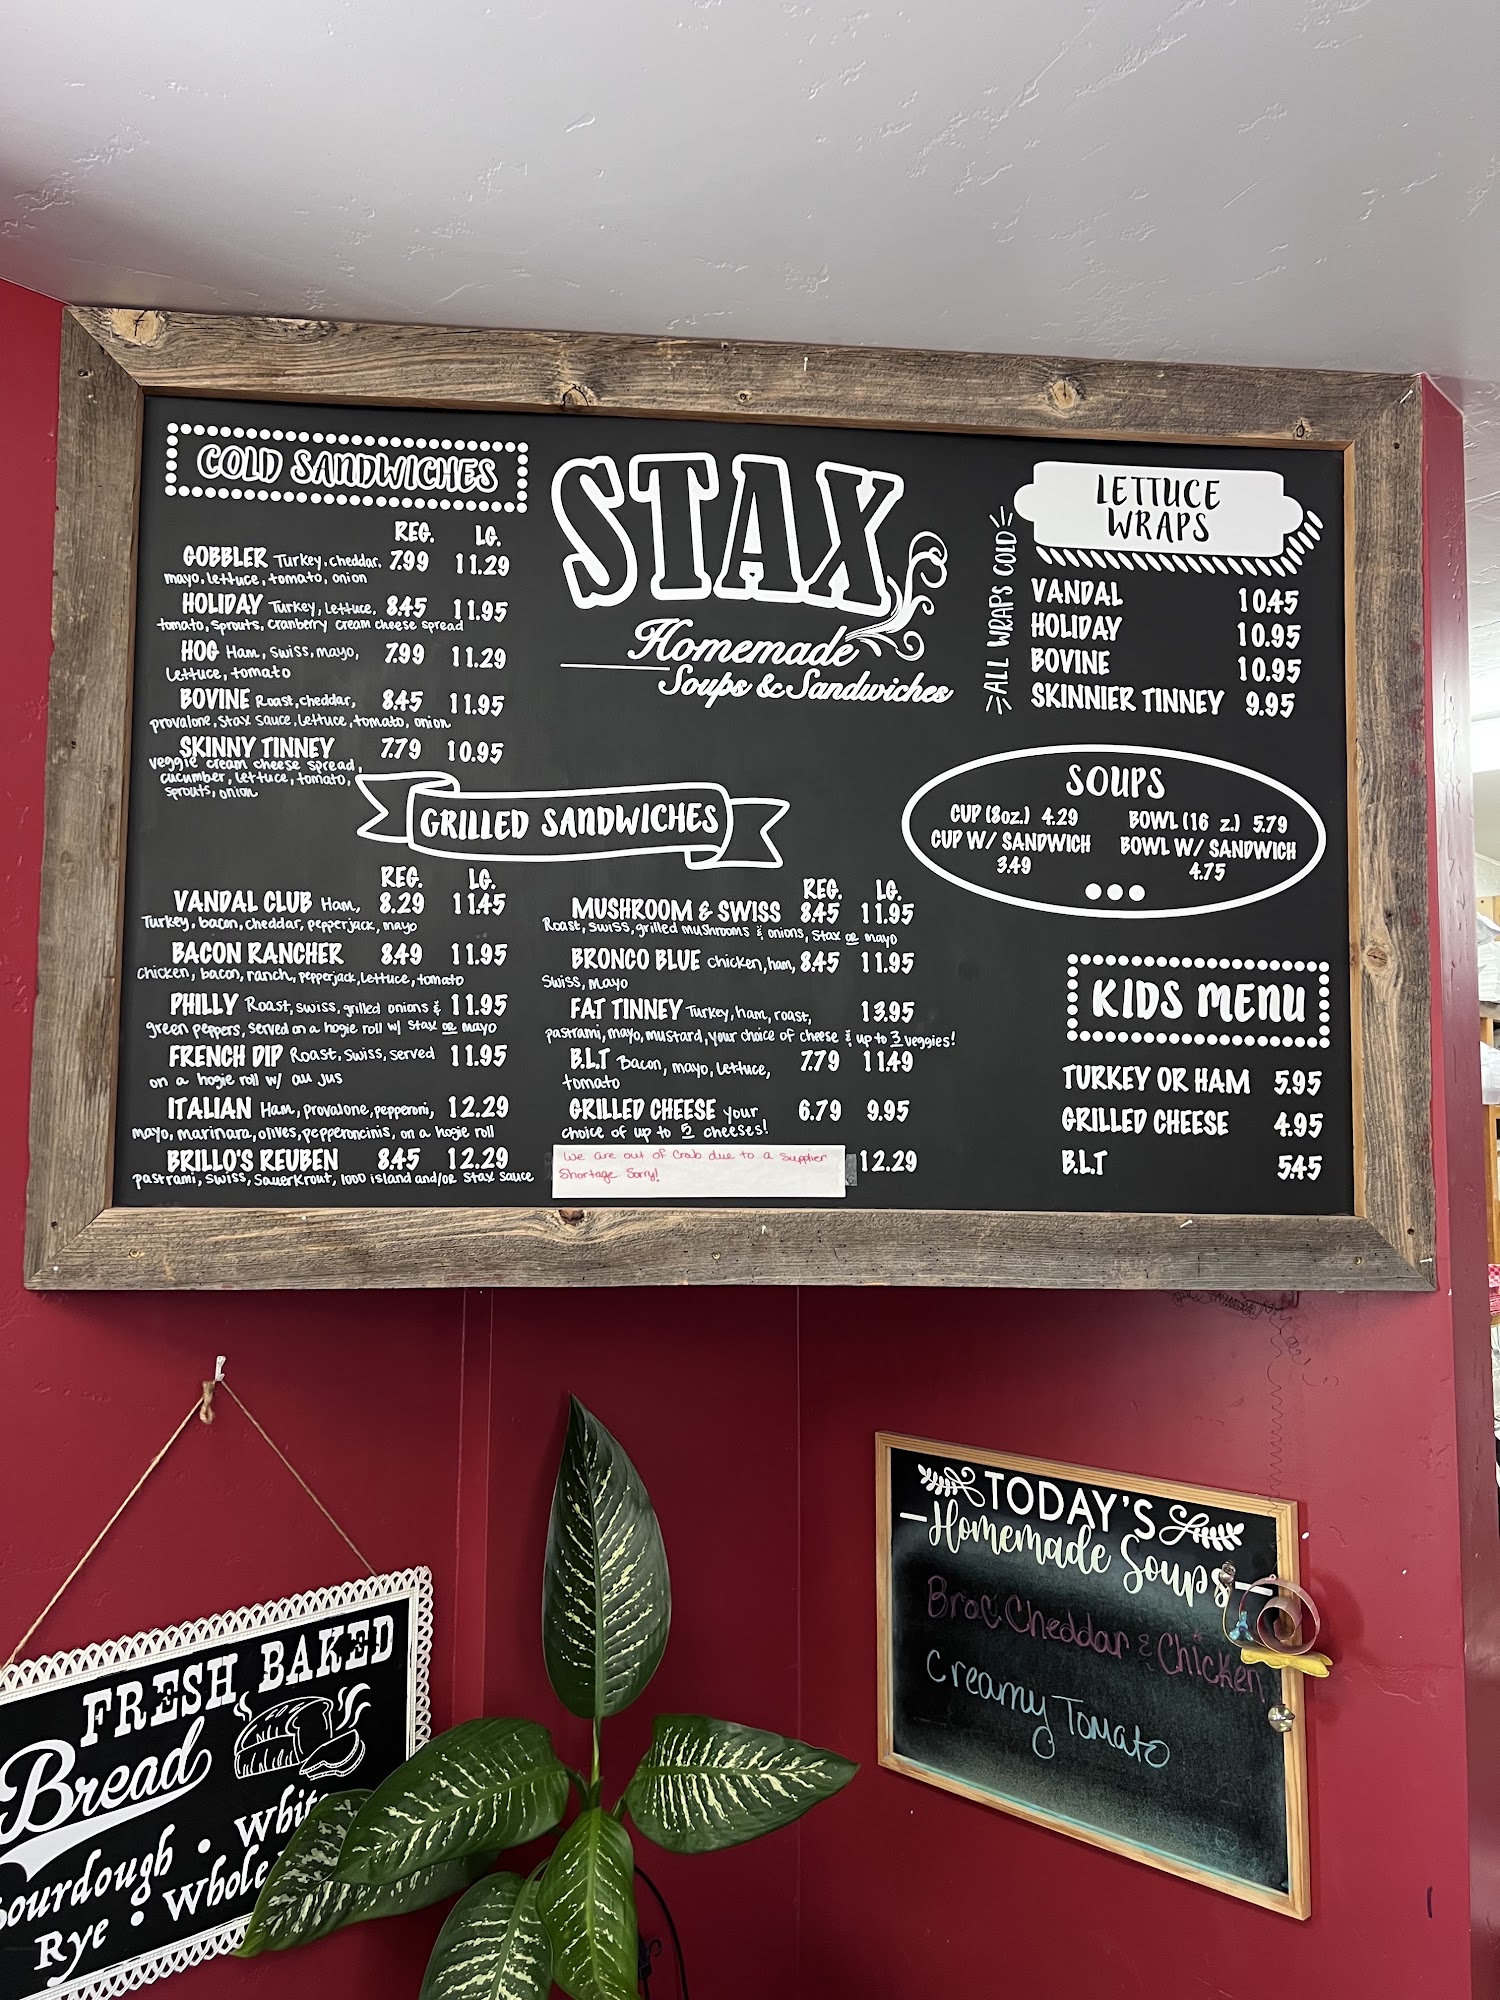 COLD SANDWICHES
REG. LG.
GOBBLER Turkey, cheddar, 7.99 11.29
mayo, lettuce, tomato, onion
HOLIDAY Turkey, Lettuce, 8.45 11.95
tomato, sprouts, cranberry cream cheese spread
HOG Ham, swiss, mayo, 7.99 11.29
Lettuce, tomato
BOVINE Roast, cheddar, 8.45 11.95
provalone, stax sauce, lettuce, tomato, onion
SKINNY TINNEY 7.79 10.95
veggie cream cheese spread,
cucumber, lettuce, tomato,
sprouts, onion
STAX
Homemade
Soups & Sandwiches
LETTUCE
WRAPS
ALL WRAPS COLD
VANDAL 10.45
HOLIDAY 10.95
BOVINE 10.95
SKINNIER TINNEY 9.95
SOUPS
CUP (8oz.) 4.29 BOWL (16 z.) 5.79
CUP W/ SANDWICH BOWL W/ SANDWICH
3.49 4.75
GRILLED SANDWICHES
REG. LG.
VANDAL CLUB Ham, 8.29 11.45
Turkey, bacon, cheddar, pepperjack, mayo
BACON RANCHER 8.49 11.95
chicken, bacon, ranch, pepperjack, lettuce, tomato
PHILLY Roast, swiss, grilled onions & 11.95
green peppers, served on a hogie roll w/ stax or mayo
FRENCH DIP Roast, swiss, served 11.95
on a hogie roll w/ au jus
ITALIAN Ham, provalone, pepperoni, 12.29
mayo, marinara, olives, pepperoncinis, on a hogie roll
BRILLO'S REUBEN 8.45 12.29
pastrami, swiss, sauerkrout, 1000 island and/or stax sauce
REG. LG.
MUSHROOM & SWISS 8.45 11.95
Roast, swiss, grilled mushrooms & onions, stax or mayo
BRONCO BLUE chicken, ham, 8.45 11.95
swiss, mayo
FAT TINNEY Turkey, ham, roast, 13.95
pastrami, mayo, mustard, your choice of cheese & up to 3 veggies!
B.L.T Bacon, mayo, lettuce, 7.79 11.49
tomato
GRILLED CHEESE your 6.79 9.95
choice of up to 5 cheeses!
We are out of Crab due to a supplier
Shortage. Sorry! 12.29
KIDS MENU
TURKEY OR HAM 5.95
GRILLED CHEESE 4.95
B.L.T 5.45
FRESH BAKED
Bread
Sourdough • White
Rye • Whole
TODAY'S
Homemade Soups
Broc Cheddar & Chicken
Creamy Tomato